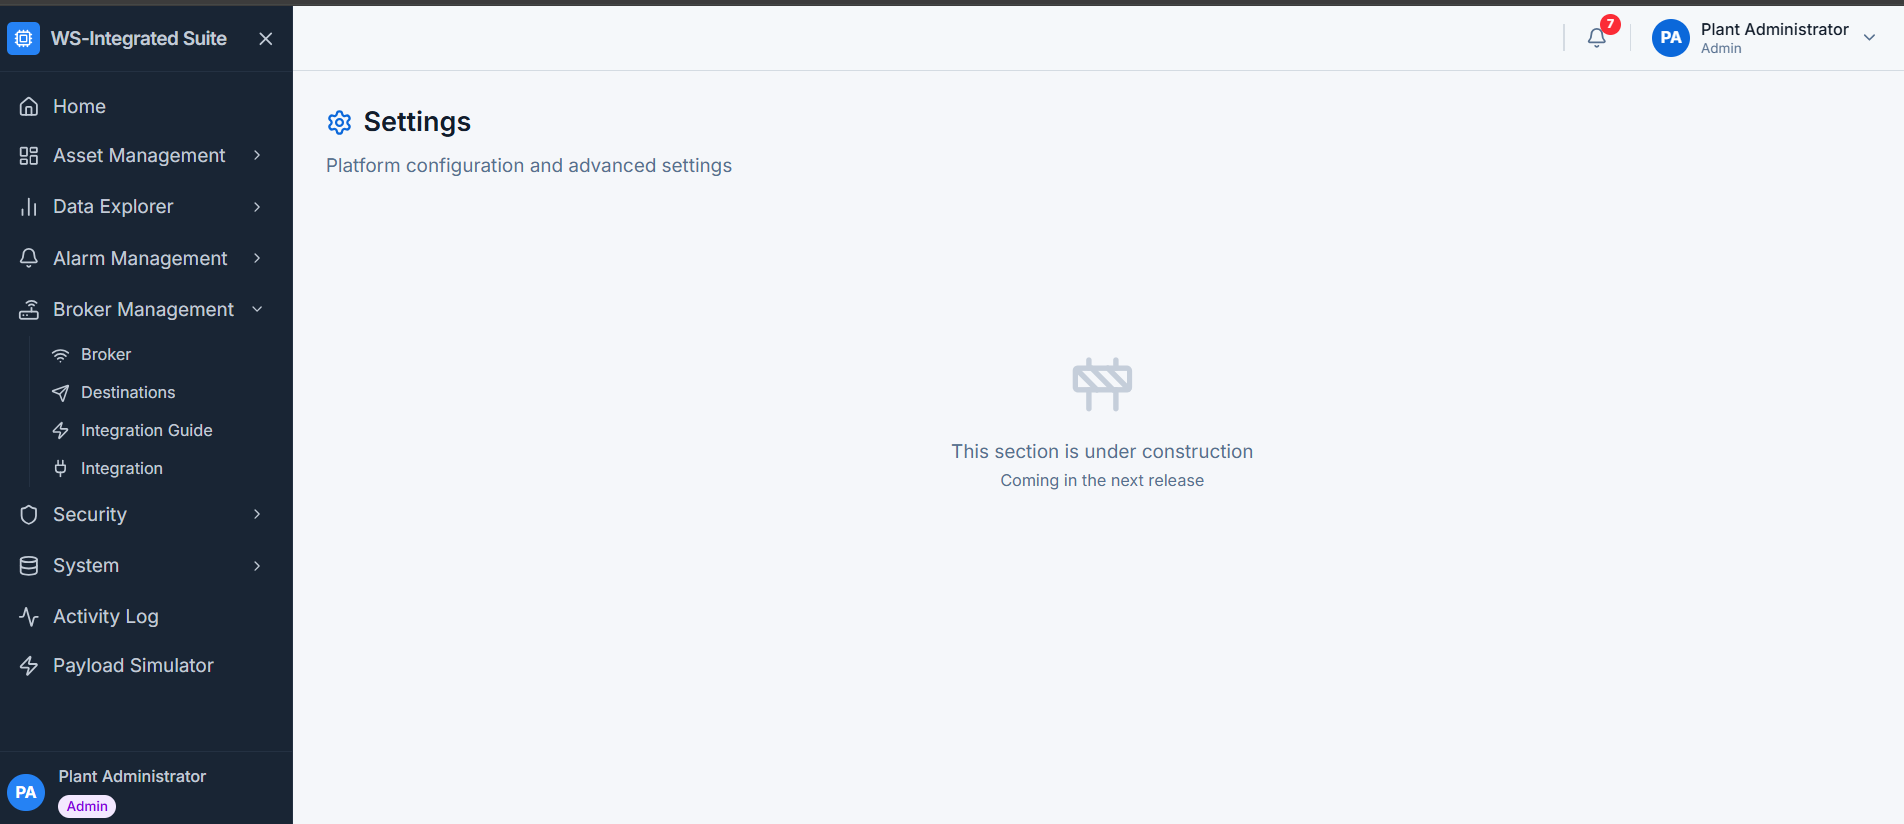 WS-Integrated Suite
Home
Asset Management
Data Explorer
Alarm Management
Broker Management
Broker
Destinations
Integration Guide
Integration
Security
System
Activity Log
Payload Simulator
PA
Plant Administrator
Admin
7
PA
Plant Administrator
Admin
Settings
Platform configuration and advanced settings
This section is under construction
Coming in the next release